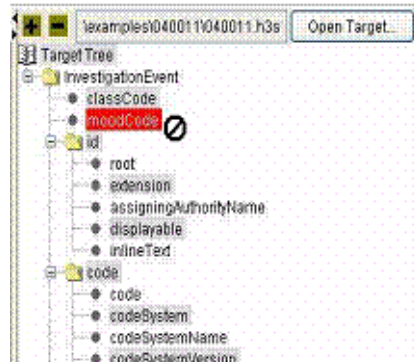 \examples\040011\040011.h3s Open Target...
Target Tree
InvestigationEvent
classCode
moodCode
id
root
extension
assigningAuthorityName
displayable
inlineText
code
code
codeSystem
codeSystemName
codeSystemVersion